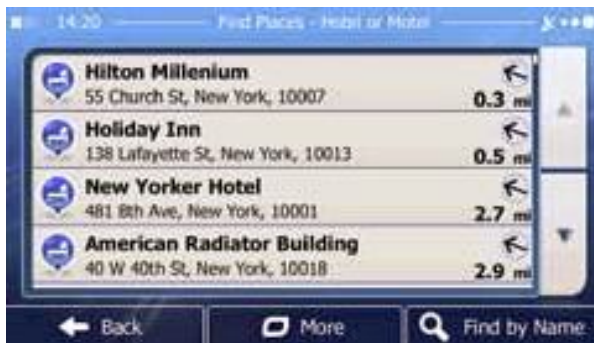 14:20 Find Places - Hotel or Motel
Hilton Millenium
55 Church St, New York, 10007
0.3 mi
Holiday Inn
138 Lafayette St, New York, 10013
0.5 mi
New Yorker Hotel
481 8th Ave, New York, 10001
2.7 mi
American Radiator Building
40 W 40th St, New York, 10018
2.9 mi
Back More Find by Name